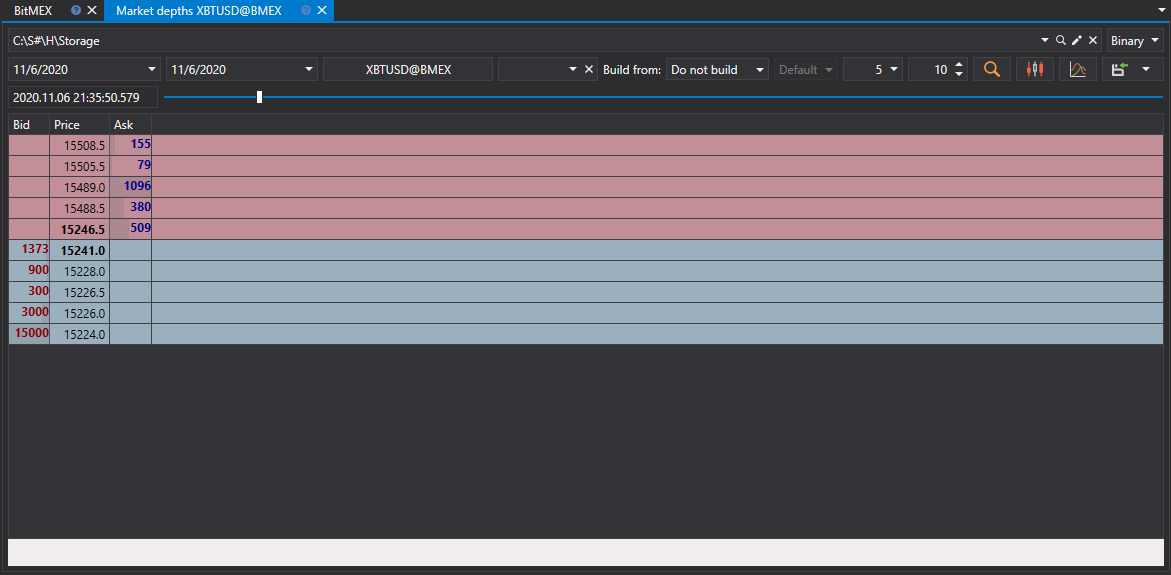 BitMEX ? Market depths XBTUSD@BMEX ?
C:\S#\H\Storage Binary
11/6/2020 11/6/2020 XBTUSD@BMEX Build from: Do not build Default 5 10
2020.11.06 21:35:50.579
Bid Price Ask
15508.5 155
15505.5 79
15489.0 1096
15488.5 380
15246.5 509
1373 15241.0
900 15228.0
300 15226.5
3000 15226.0
15000 15224.0